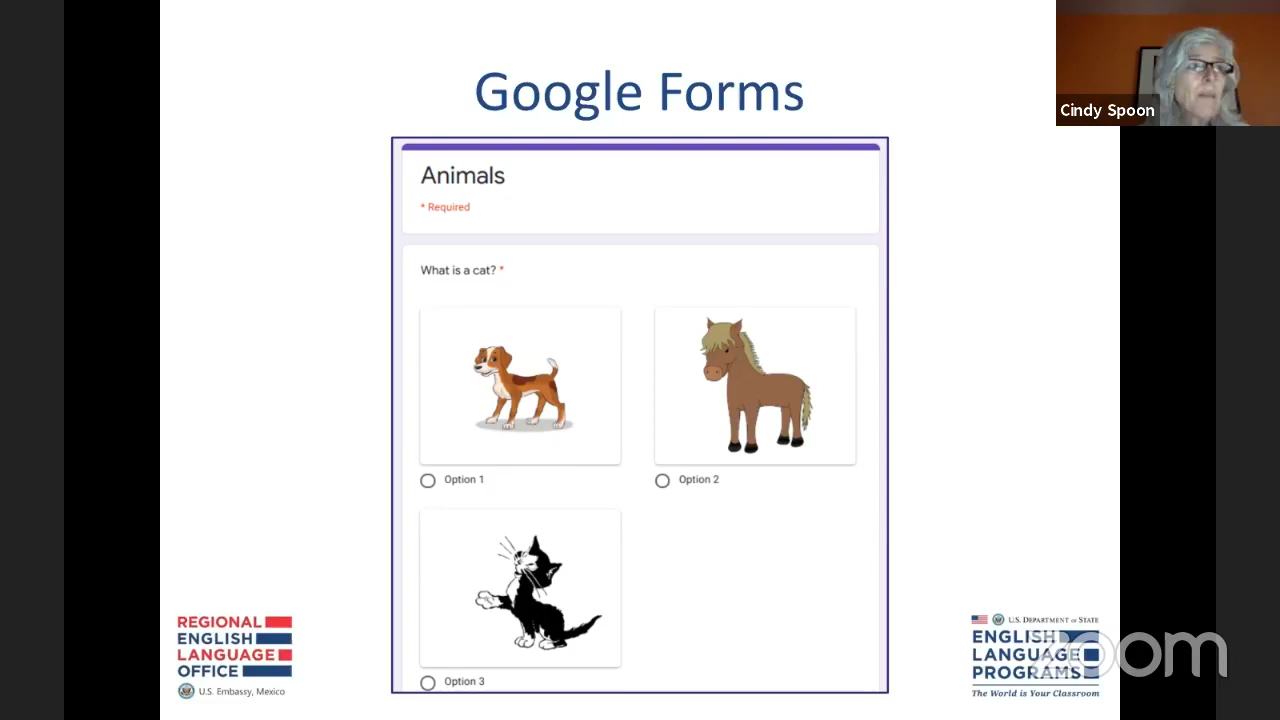 Google Forms
Cindy Spoon
Animals
* Required
What is a cat? *
Option 1
Option 2
Option 3
REGIONAL
ENGLISH
LANGUAGE
OFFICE
U.S. Embassy, Mexico
U.S. DEPARTMENT OF STATE
ENGLISH
LANGUAGE
PROGRAMS
The World is Your Classroom
zoom